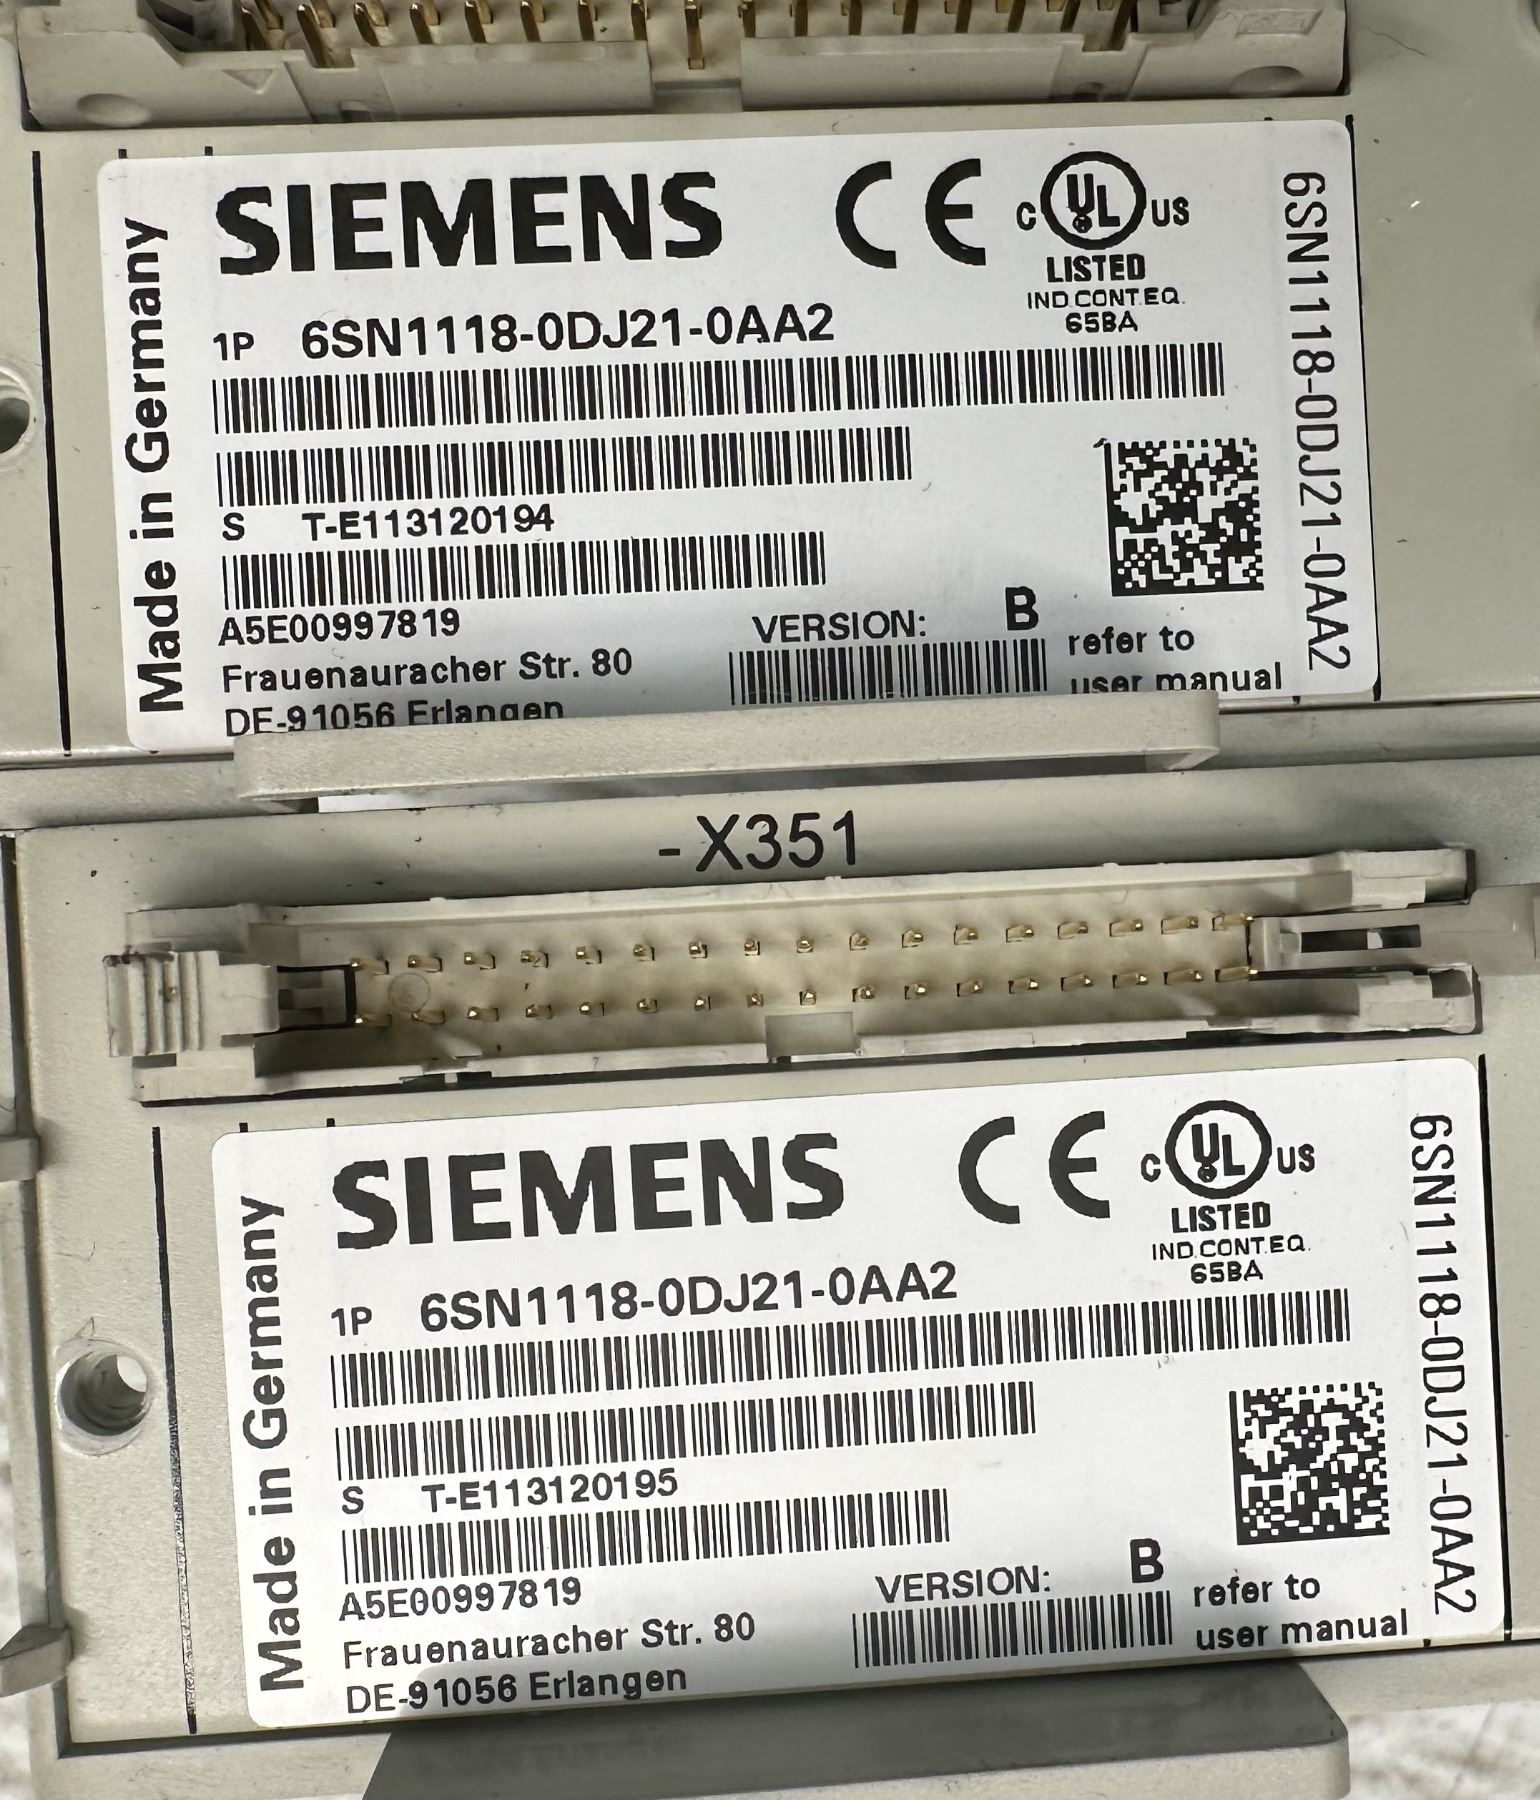 Made in Germany
SIEMENS
CE
C UL US
LISTED
IND.CONT.EQ.
65BA
1P 6SN1118-0DJ21-0AA2
S T-E113120194
A5E00997819
VERSION: B
Frauenauracher Str. 80
DE-91056 Erlangen
refer to
user manual
6SN1118-0DJ21-0AA2
-X351
Made in Germany
SIEMENS
CE
C UL US
LISTED
IND.CONT.EQ.
65BA
1P 6SN1118-0DJ21-0AA2
S T-E113120195
A5E00997819
VERSION: B
Frauenauracher Str. 80
DE-91056 Erlangen
refer to
user manual
6SN1118-0DJ21-0AA2